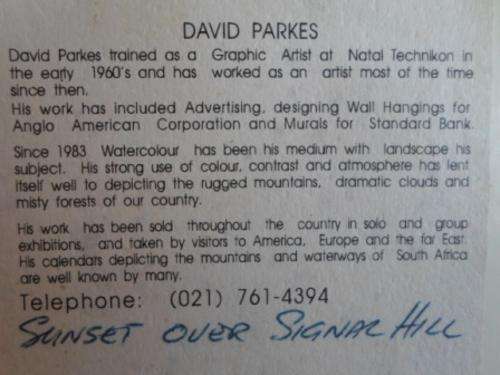 DAVID PARKES
David Parkes trained as a Graphic Artist at Natal Technikon in
the early 1960's and has worked as an artist most of the time
since then.
His work has included Advertising, designing Wall Hangings for
Anglo American Corporation and Murals for Standard Bank.
Since 1983 Watercolour has been his medium with landscape his
subject. His strong use of colour, contrast and atmosphere has lent
itself well to depicting the rugged mountains, dramatic clouds and
misty forests of our country.
His work has been sold throughout the country in solo and group
exhibitions, and taken by visitors to America, Europe and the far East.
His calendars depicting the mountains and waterways of South Africa
are well known by many.
Telephone: (021) 761-4394
SUNSET OVER SIGNAL HILL